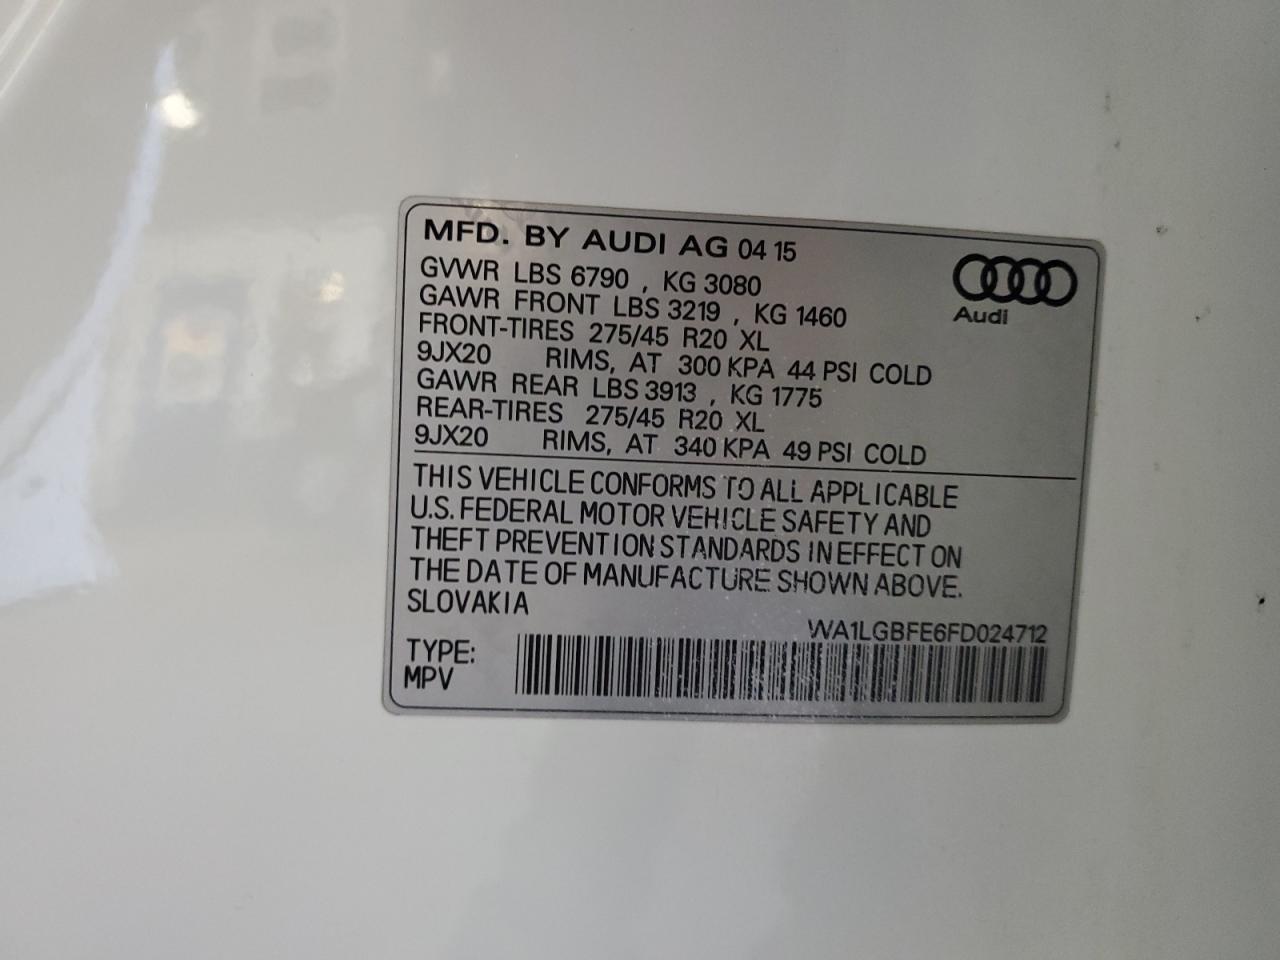 MFD. BY AUDI AG 04 15
GVWR LBS 6790 , KG 3080
GAWR FRONT LBS 3219 , KG 1460
FRONT-TIRES 275/45 R20 XL
9JX20 RIMS, AT 300 KPA 44 PSI COLD
GAWR REAR LBS 3913 , KG 1775
REAR-TIRES 275/45 R20 XL
9JX20 RIMS, AT 340 KPA 49 PSI COLD
Audi
THIS VEHICLE CONFORMS TO ALL APPLICABLE
U.S. FEDERAL MOTOR VEHICLE SAFETY AND
THEFT PREVENTION STANDARDS IN EFFECT ON
THE DATE OF MANUFACTURE SHOWN ABOVE.
SLOVAKIA
WA1LGBFE6FD024712
TYPE:
MPV